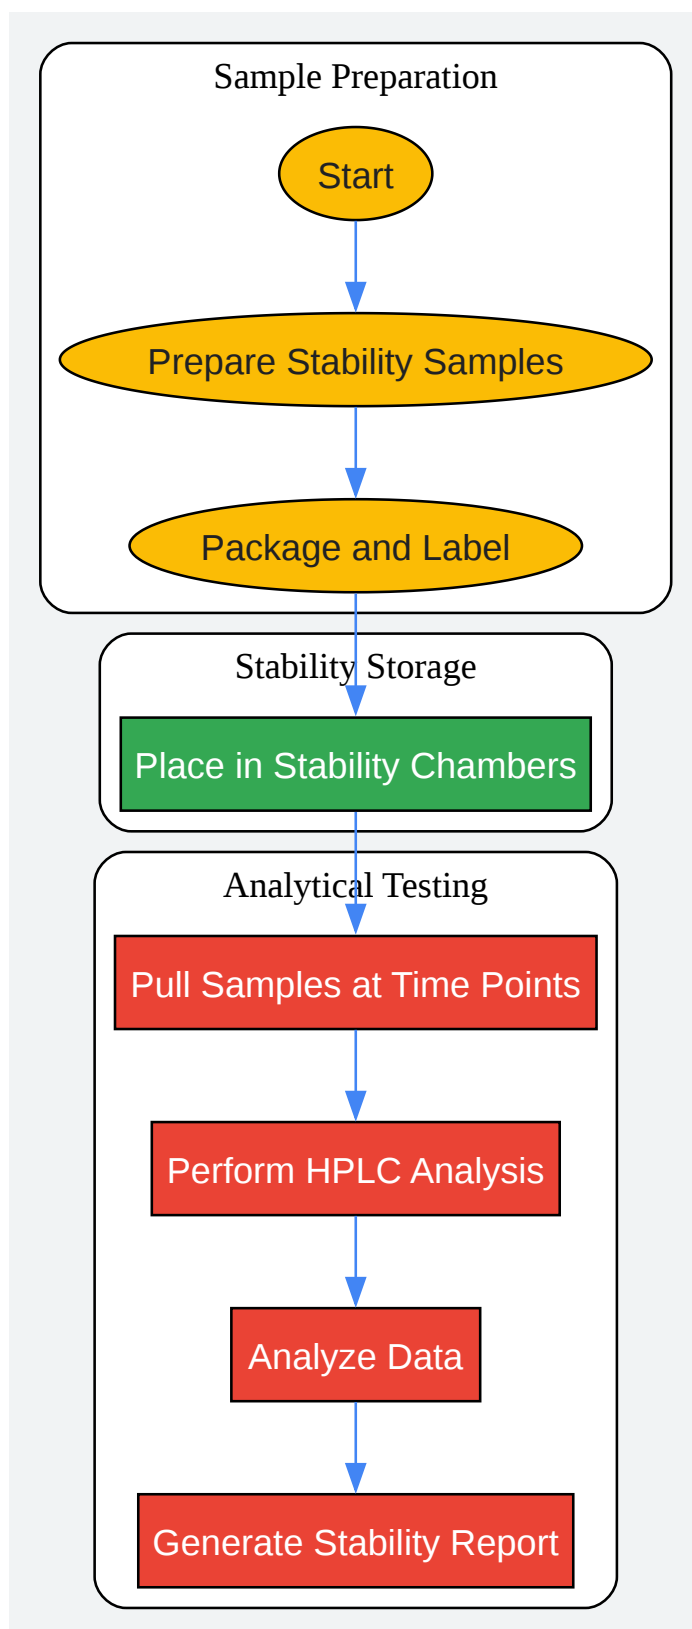 Sample Preparation
Start
Prepare Stability Samples
Package and Label
Stability Storage
Place in Stability Chambers
Analytical Testing
Pull Samples at Time Points
Perform HPLC Analysis
Analyze Data
Generate Stability Report